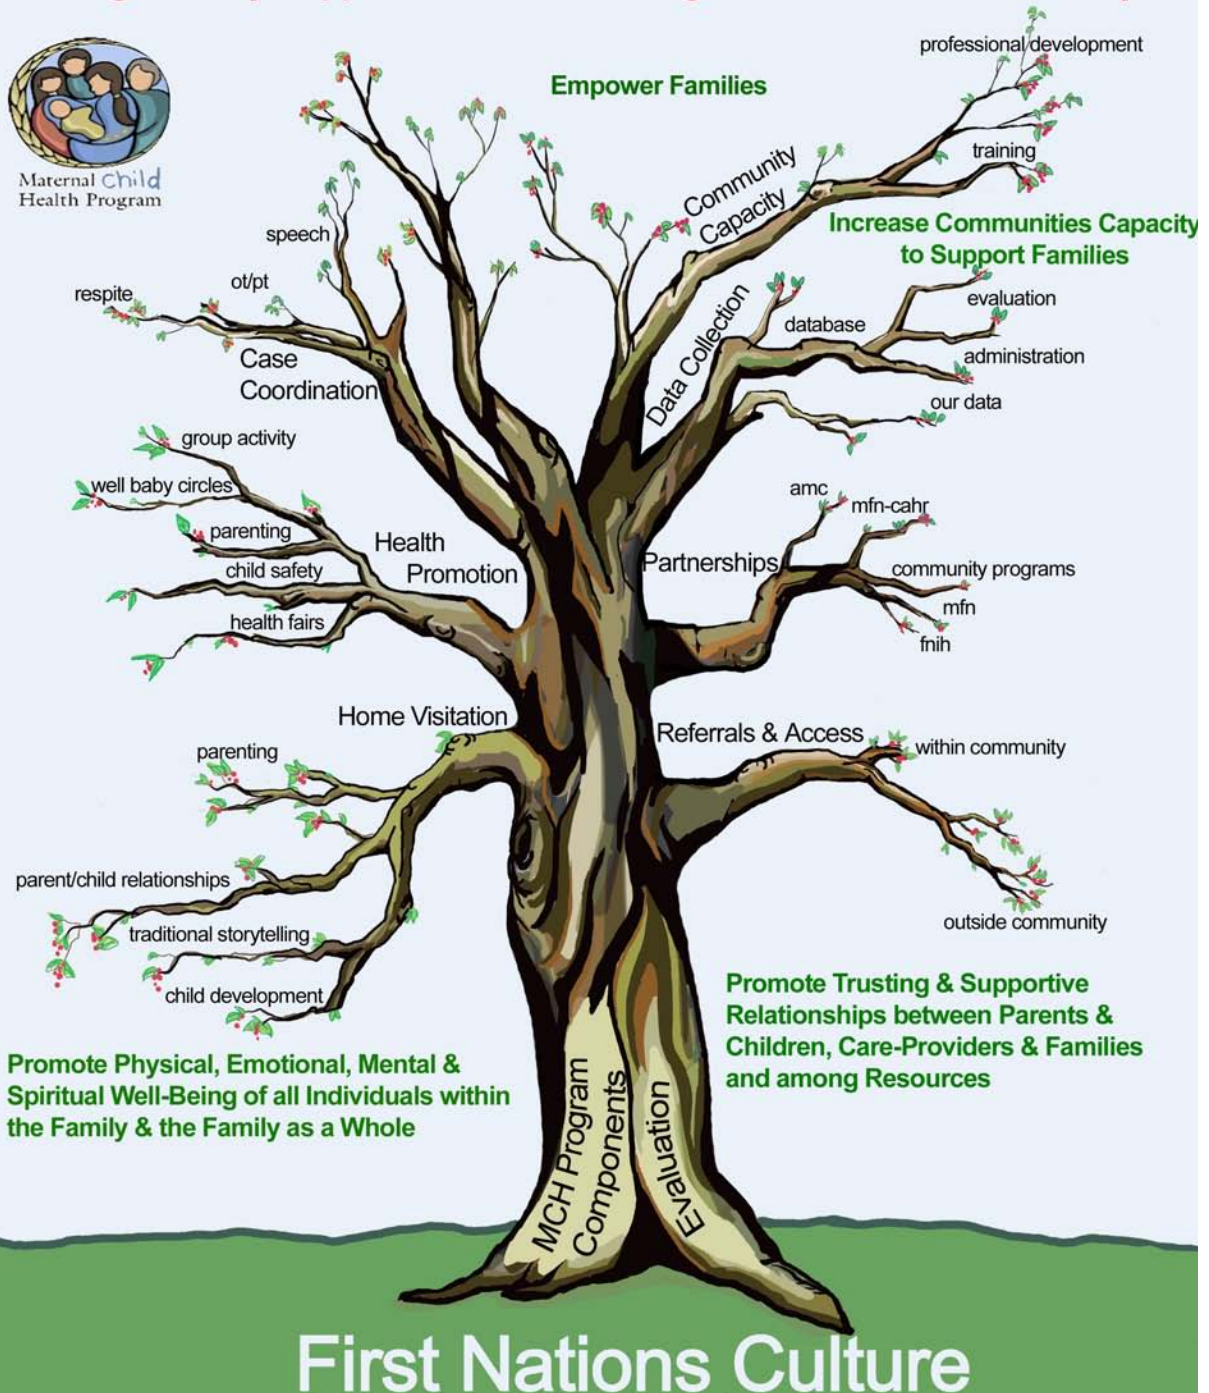 Maternal Child
Health Program
Empower Families
professional development
training
Community
Capacity
Increase Communities Capacity
to Support Families
speech
ot/pt
respite
Case
Coordination
Data Collection
database
evaluation
administration
our data
group activity
well baby circles
parenting
child safety
health fairs
Health
Promotion
amc
mfn-cahr
Partnerships
community programs
mfn
fnih
Home Visitation
parenting
parent/child relationships
traditional storytelling
child development
Referrals & Access
within community
outside community
Promote Physical, Emotional, Mental &
Spiritual Well-Being of all Individuals within
the Family & the Family as a Whole
Promote Trusting & Supportive
Relationships between Parents &
Children, Care-Providers & Families
and among Resources
MCH Program
Components
Evaluation
First Nations Culture